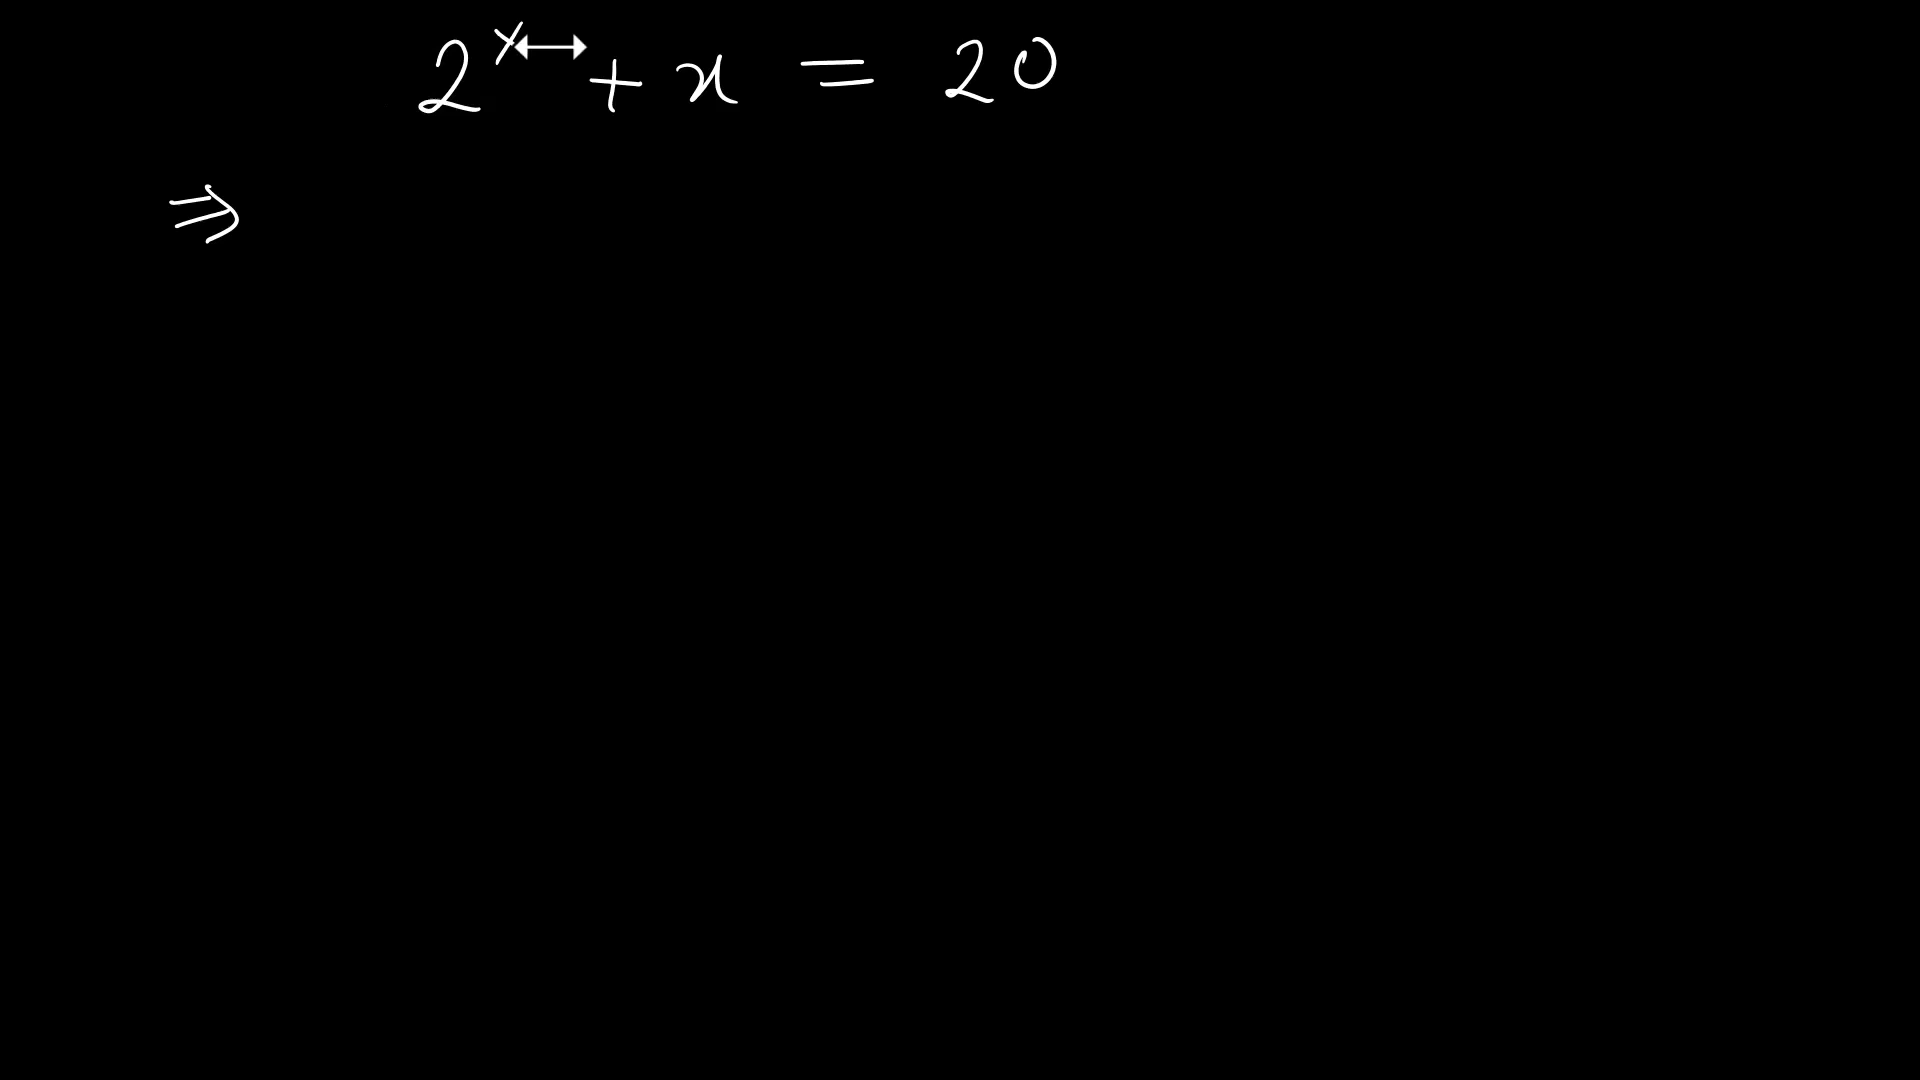 2^x + x = 20
⇒